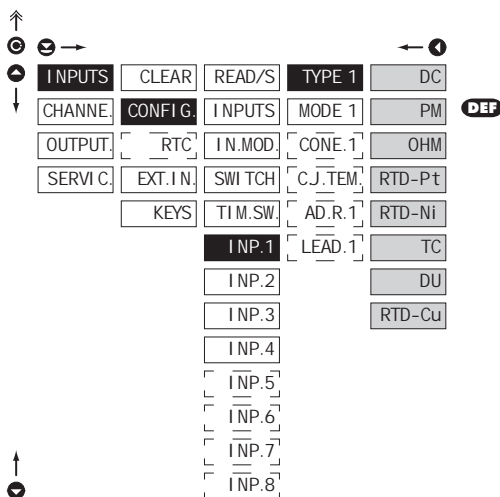 INPUTS CLEAR READ/S TYPE 1 DC
CHANNE. CONFIG. INPUTS MODE 1 PM DEF
OUTPUT. RTC IN.MOD. CONE.1 OHM
SERVIC. EXT.IN. SWITCH CJ.TEM. RTD-Pt
KEYS TIM.SW. AD.R.1 RTD-Ni
INP.1 LEAD.1 TC
INP.2 DU
INP.3 RTD-Cu
INP.4
INP.5
INP.6
INP.7
INP.8